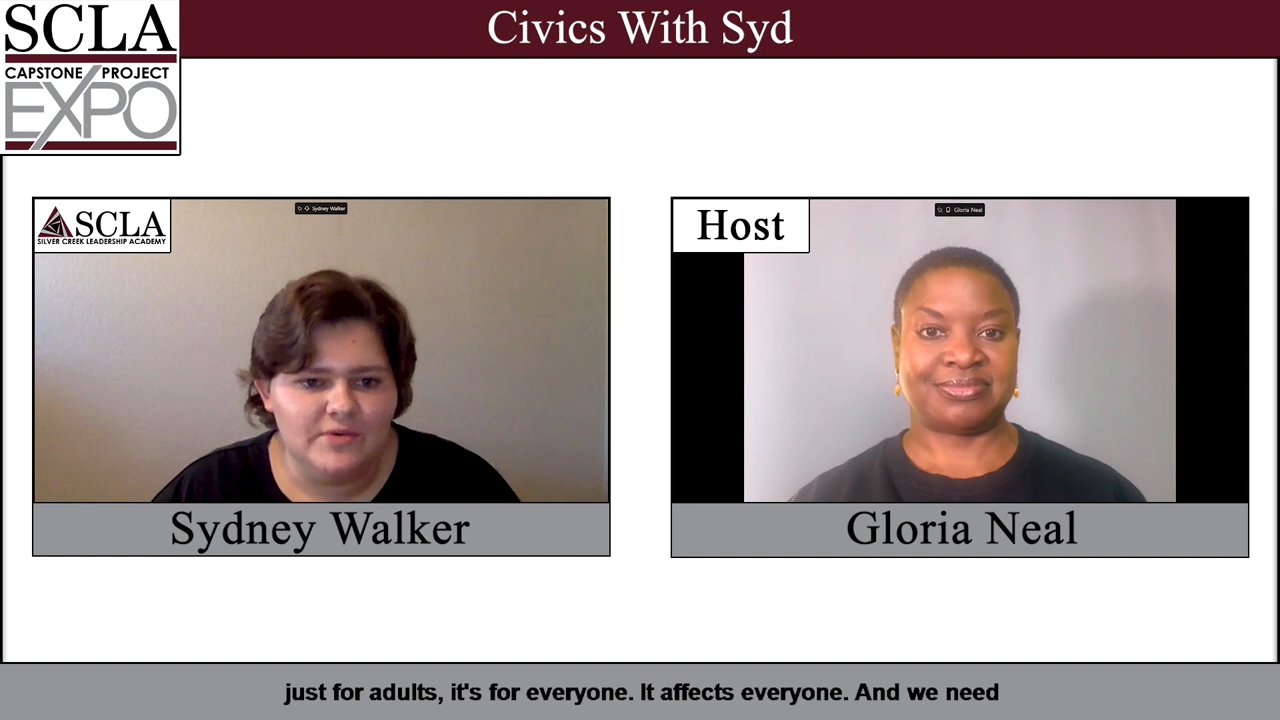 SCLA
CAPSTONE PROJECT
EXPO
Civics With Syd
SCLA
SILVER CREEK LEADERSHIP ACADEMY
Sydney Walker
Host
Gloria Neal
Sydney Walker
Gloria Neal
just for adults, it's for everyone. It affects everyone. And we need